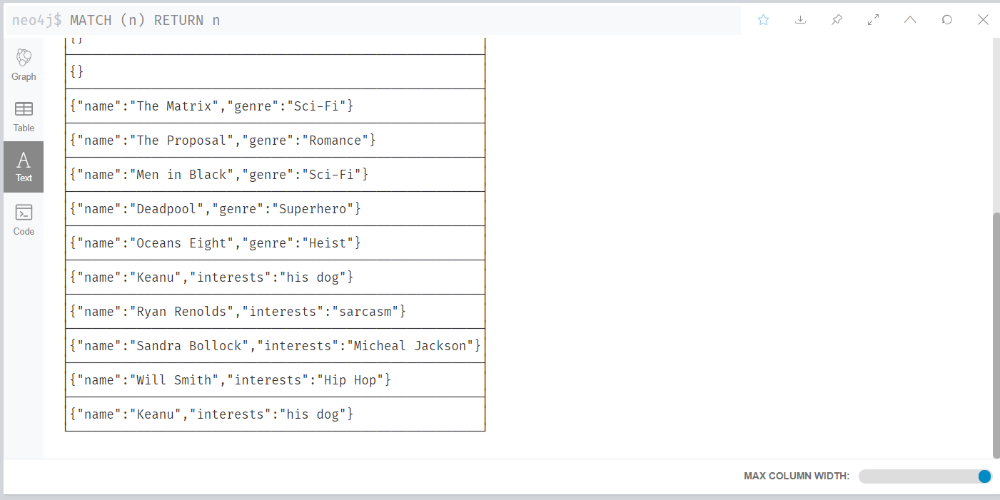 neo4j$ MATCH (n) RETURN n
Graph
Table
Text
Code
{}
{}
{"name":"The Matrix","genre":"Sci-Fi"}
{"name":"The Proposal","genre":"Romance"}
{"name":"Men in Black","genre":"Sci-Fi"}
{"name":"Deadpool","genre":"Superhero"}
{"name":"Oceans Eight","genre":"Heist"}
{"name":"Keanu","interests":"his dog"}
{"name":"Ryan Renolds","interests":"sarcasm"}
{"name":"Sandra Bollock","interests":"Micheal Jackson"}
{"name":"Will Smith","interests":"Hip Hop"}
{"name":"Keanu","interests":"his dog"}
MAX COLUMN WIDTH: